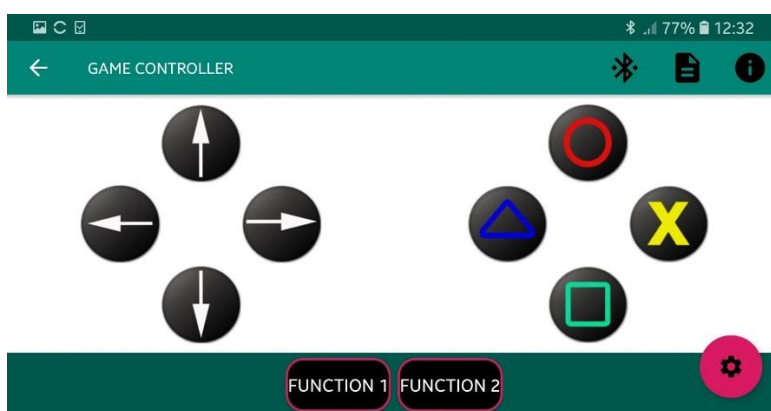 77% 12:32
GAME CONTROLLER
X
FUNCTION 1 FUNCTION 2